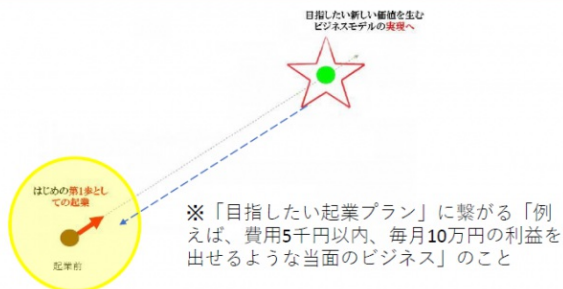 目指したい新しい価値を生む
ビジネスモデルの実現へ
はじめの第1歩とし
ての起業
起業前
※「目指したい起業プラン」に繋がる「例
えば、費用5千円以内、毎月10万円の利益を
出せるような当面のビジネス」のこと